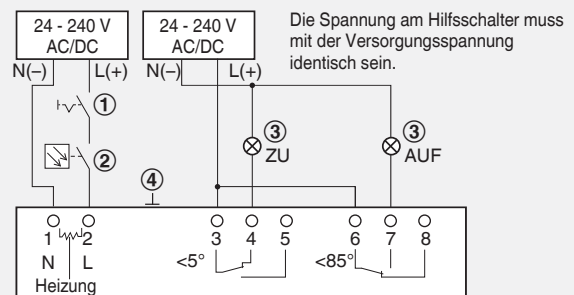 24 - 240 V
AC/DC
24 - 240 V
AC/DC
Die Spannung am Hilfsschalter muss
mit der Versorgungsspannung
identisch sein.
N(–) L(+) N(–) L(+)
1
2
3
ZU
3
AUF
4
1 2 3 4 5 6 7 8
N L <5° <85°
Heizung